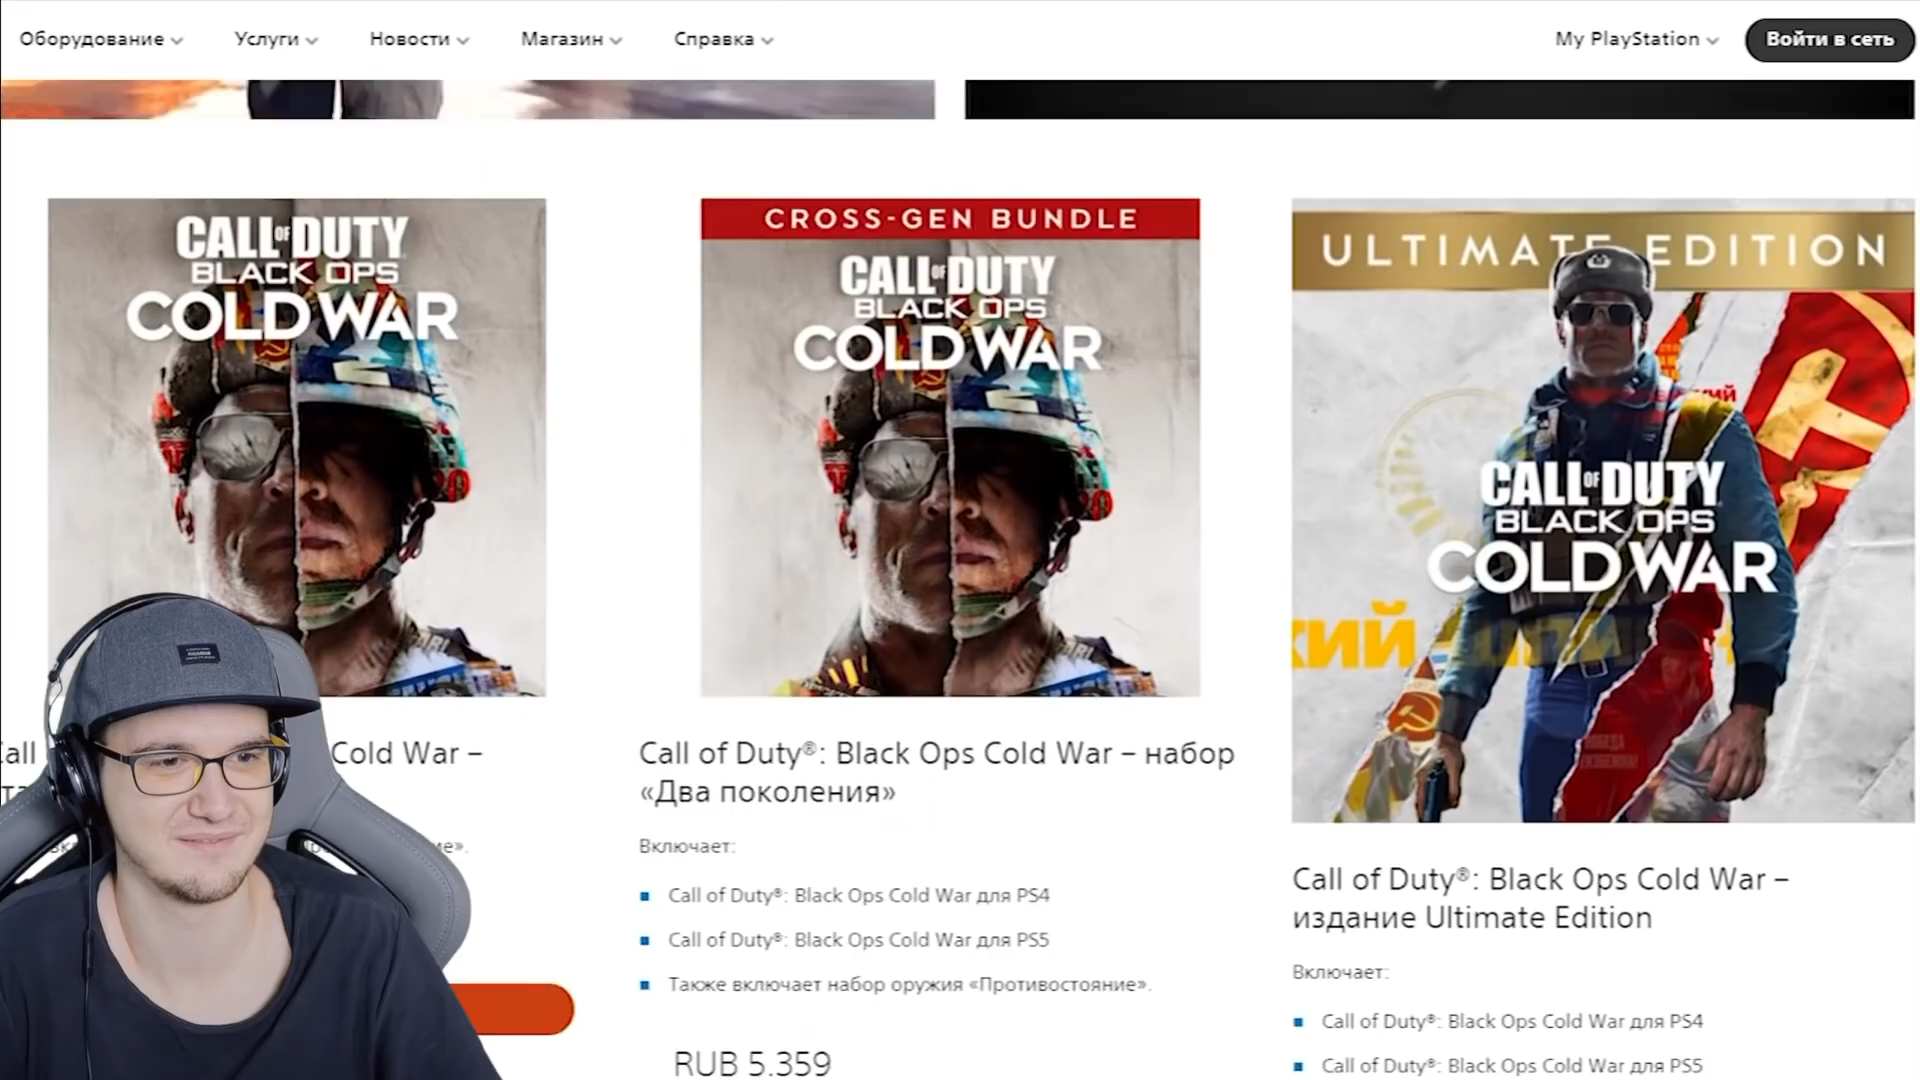 Оборудование Услуги Новости Магазин Справка My PlayStation Войти в сеть
CALL OF DUTY
BLACK OPS
COLD WAR
CROSS-GEN BUNDLE
CALL OF DUTY
BLACK OPS
COLD WAR
ULTIMATE EDITION
CALL OF DUTY
BLACK OPS
COLD WAR
Cold War –
Call of Duty®: Black Ops Cold War – набор
«Два поколения»
Включает:
Call of Duty®: Black Ops Cold War для PS4
Call of Duty®: Black Ops Cold War для PS5
Также включает набор оружия «Противостояние».
RUB 5.359
Call of Duty®: Black Ops Cold War –
издание Ultimate Edition
Включает:
Call of Duty®: Black Ops Cold War для PS4
Call of Duty®: Black Ops Cold War для PS5